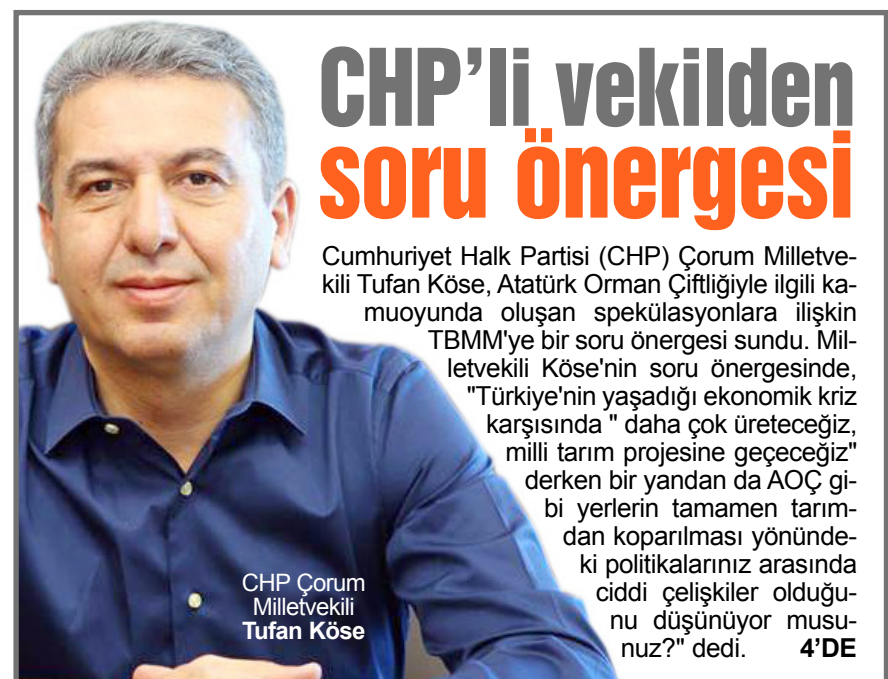 CHP'li vekilden
soru önergesi
Cumhuriyet Halk Partisi (CHP) Çorum Milletve-
kili Tufan Köse, Atatürk Orman Çiftliğiyle ilgili ka-
muoyunda oluşan spekülasyonlara ilişkin
TBMM'ye bir soru önergesi sundu. Mil-
letvekili Köse'nin soru önergesinde,
"Türkiye'nin yaşadığı ekonomik kriz
karşısında " daha çok üreteceğiz,
milli tarım projesine geçeceğiz"
derken bir yandan da AOÇ gi-
bi yerlerin tamamen tarım-
dan koparılması yönünde-
ki politikalarınız arasında
ciddi çelişkiler olduğu-
nu düşünüyor musu-
nuz?" dedi. 4'DE
CHP Çorum
Milletvekili
Tufan Köse